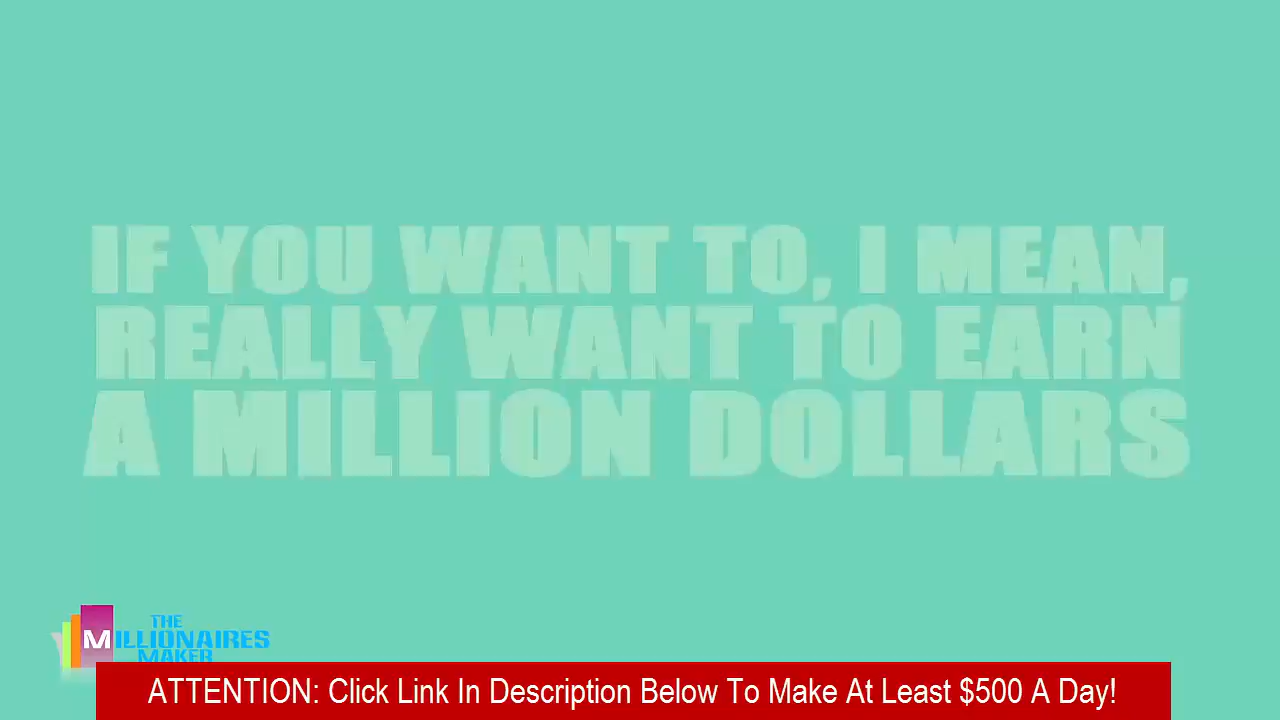 IF YOU WANT TO, I MEAN,
REALLY WANT TO EARN
A MILLION DOLLARS
THE
MILLIONAIRES
MAKER
ATTENTION: Click Link In Description Below To Make At Least $500 A Day!